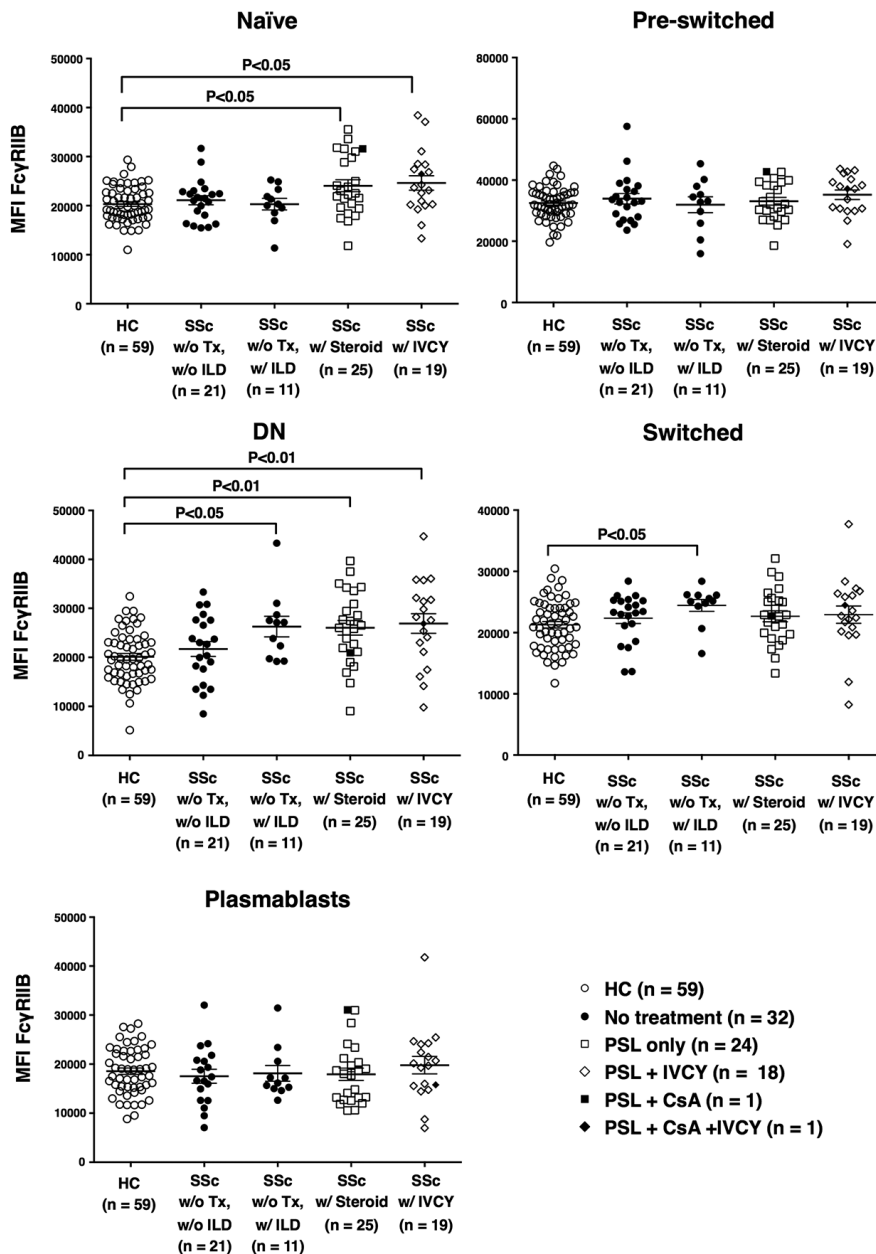 Naïve
MFI FcγRIIB
50000
40000
30000
20000
10000
0
P<0.05
P<0.05
HC
(n = 59)
SSc
w/o Tx,
w/o ILD
(n = 21)
SSc
w/o Tx,
w/ ILD
(n = 11)
SSc
w/ Steroid
(n = 25)
SSc
w/ IVCY
(n = 19)
Pre-switched
80000
60000
40000
20000
0
HC
(n = 59)
SSc
w/o Tx,
w/o ILD
(n = 21)
SSc
w/o Tx,
w/ ILD
(n = 11)
SSc
w/ Steroid
(n = 25)
SSc
w/ IVCY
(n = 19)
DN
MFI FcγRIIB
50000
40000
30000
20000
10000
0
P<0.01
P<0.01
P<0.05
HC
(n = 59)
SSc
w/o Tx,
w/o ILD
(n = 21)
SSc
w/o Tx,
w/ ILD
(n = 11)
SSc
w/ Steroid
(n = 25)
SSc
w/ IVCY
(n = 19)
Switched
40000
30000
20000
10000
0
P<0.05
HC
(n = 59)
SSc
w/o Tx,
w/o ILD
(n = 21)
SSc
w/o Tx,
w/ ILD
(n = 11)
SSc
w/ Steroid
(n = 25)
SSc
w/ IVCY
(n = 19)
Plasmablasts
MFI FcγRIIB
50000
40000
30000
20000
10000
0
HC
(n = 59)
SSc
w/o Tx,
w/o ILD
(n = 21)
SSc
w/o Tx,
w/ ILD
(n = 11)
SSc
w/ Steroid
(n = 25)
SSc
w/ IVCY
(n = 19)
HC (n = 59)
No treatment (n = 32)
PSL only (n = 24)
PSL + IVCY (n = 18)
PSL + CsA (n = 1)
PSL + CsA +IVCY (n = 1)